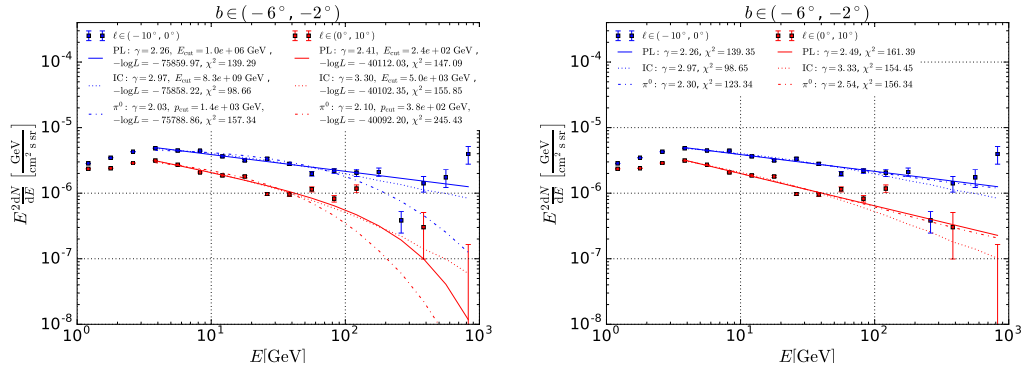 b∈(−6°, −2°)
ℓ∈(−10°, 0°)
PL: γ=2.26, E_cut=1.0e+06 GeV ,
−logL=−75859.97, χ²=139.29
IC: γ=2.97, E_cut=8.3e+09 GeV ,
−logL=−75858.22, χ²=98.66
π⁰: γ=2.03, p_cut=1.4e+03 GeV,
−logL=−75788.86, χ²=157.34
ℓ∈(0°, 10°)
PL: γ=2.41, E_cut=2.4e+02 GeV ,
−logL=−40112.03, χ²=147.09
IC: γ=3.30, E_cut=5.0e+03 GeV ,
−logL=−40102.35, χ²=155.85
π⁰: γ=2.10, p_cut=3.8e+02 GeV,
−logL=−40092.20, χ²=245.43
10⁻⁴
10⁻⁵
10⁻⁶
10⁻⁷
10⁻⁸
E² dN/dE [GeV/cm² s sr]
10⁰ 10¹ 10² 10³
E[GeV]
b∈(−6°, −2°)
ℓ∈(−10°, 0°)
PL: γ=2.26, χ²=139.35
IC: γ=2.97, χ²=98.65
π⁰: γ=2.30, χ²=123.34
ℓ∈(0°, 10°)
PL: γ=2.49, χ²=161.39
IC: γ=3.33, χ²=154.45
π⁰: γ=2.54, χ²=156.34
10⁻⁴
10⁻⁵
10⁻⁶
10⁻⁷
10⁻⁸
E² dN/dE [GeV/cm² s sr]
10⁰ 10¹ 10² 10³
E[GeV]